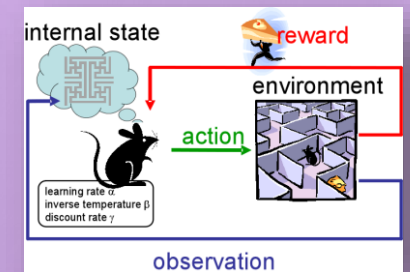 internal state
reward
environment
action
learning rate α
inverse temperature β
discount rate γ
observation